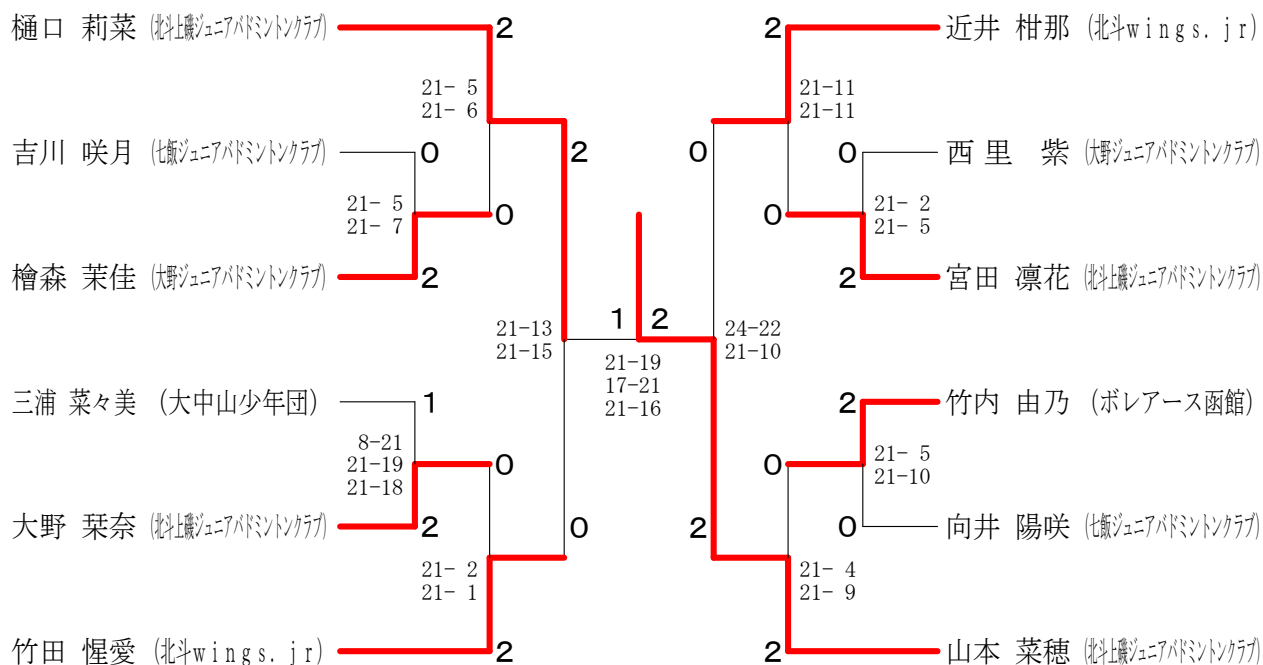 樋口 莉菜 (北斗上磯ジュニアバドミントンクラブ) 2
21- 5
21- 6
吉川 咲月 (七飯ジュニアバドミントンクラブ) 0
2
21- 5
21- 7
0
檜森 茉佳 (大野ジュニアバドミントンクラブ) 2
21-13
21-15
三浦 菜々美 (大中山少年団) 1
8-21
21-19
21-18
0
大野 栞奈 (北斗上磯ジュニアバドミントンクラブ) 2
0
21- 2
21- 1
竹田 惺愛 (北斗wings.jr) 2
1 2
21-19
17-21
21-16
2 近井 柑那 (北斗wings.jr)
21-11
21-11
0
0 西里 紫 (大野ジュニアバドミントンクラブ)
21- 2
21- 5
0
2 宮田 凛花 (北斗上磯ジュニアバドミントンクラブ)
24-22
21-10
2 竹内 由乃 (ボレアース函館)
21- 5
21-10
0
0 向井 陽咲 (七飯ジュニアバドミントンクラブ)
2
21- 4
21- 9
2 山本 菜穂 (北斗上磯ジュニアバドミントンクラブ)